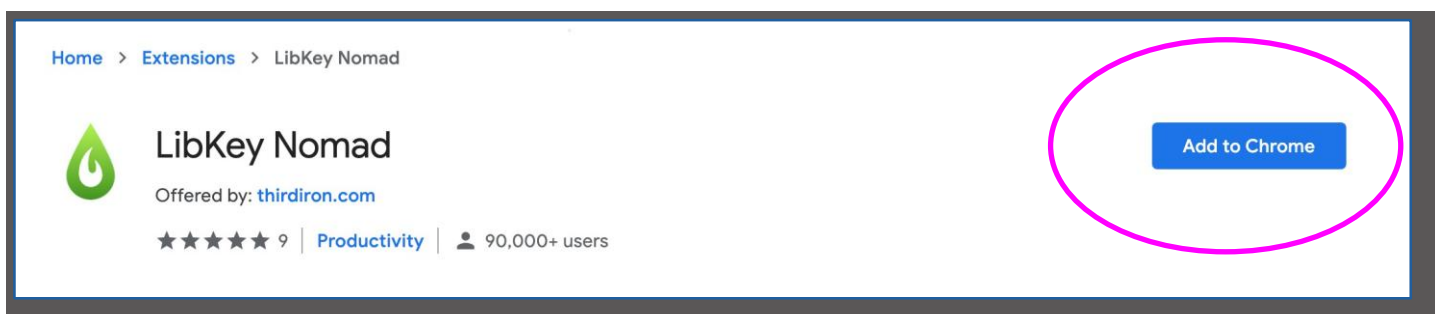 Home > Extensions > LibKey Nomad
LibKey Nomad
Add to Chrome
Offered by: thirdiron.com
★★★★★ 9 | Productivity | 90,000+ users